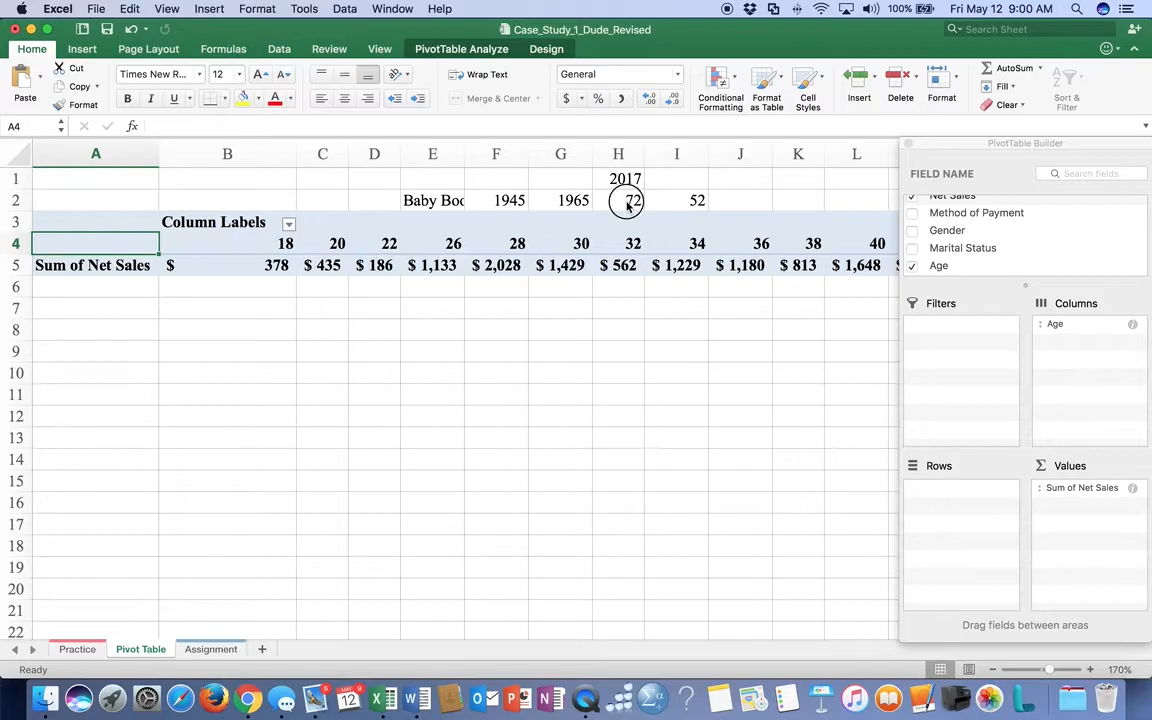 Excel File Edit View Insert Format Tools Data Window Help 100% Fri May 12 9:00 AM
Case_Study_1_Dude_Revised Search Sheet
Home Insert Page Layout Formulas Data Review View PivotTable Analyze Design
Paste Cut Copy Format
Times New R... 12 A A
B I U A
Wrap Text
Merge & Center
General
$ %
Conditional Formatting
Format as Table
Cell Styles
Insert Delete Format
AutoSum
Fill
Clear
Sort & Filter
A4 fx
A B C D E F G H I J K L
1 2017
2 Baby Boo 1945 1965 72 52
3 Column Labels
4 18 20 22 26 28 30 32 34 36 38 40
5 Sum of Net Sales $ 378 $ 435 $ 186 $ 1,133 $ 2,028 $ 1,429 $ 562 $ 1,229 $ 1,180 $ 813 $ 1,648
6
7
8
9
10
11
12
13
14
15
16
17
18
19
20
21
22
PivotTable Builder
FIELD NAME Search fields
Net Sales
Method of Payment
Gender
Marital Status
Age
Filters Columns
Age
Rows Values
Sum of Net Sales
Drag fields between areas
Practice Pivot Table Assignment
Ready 170%